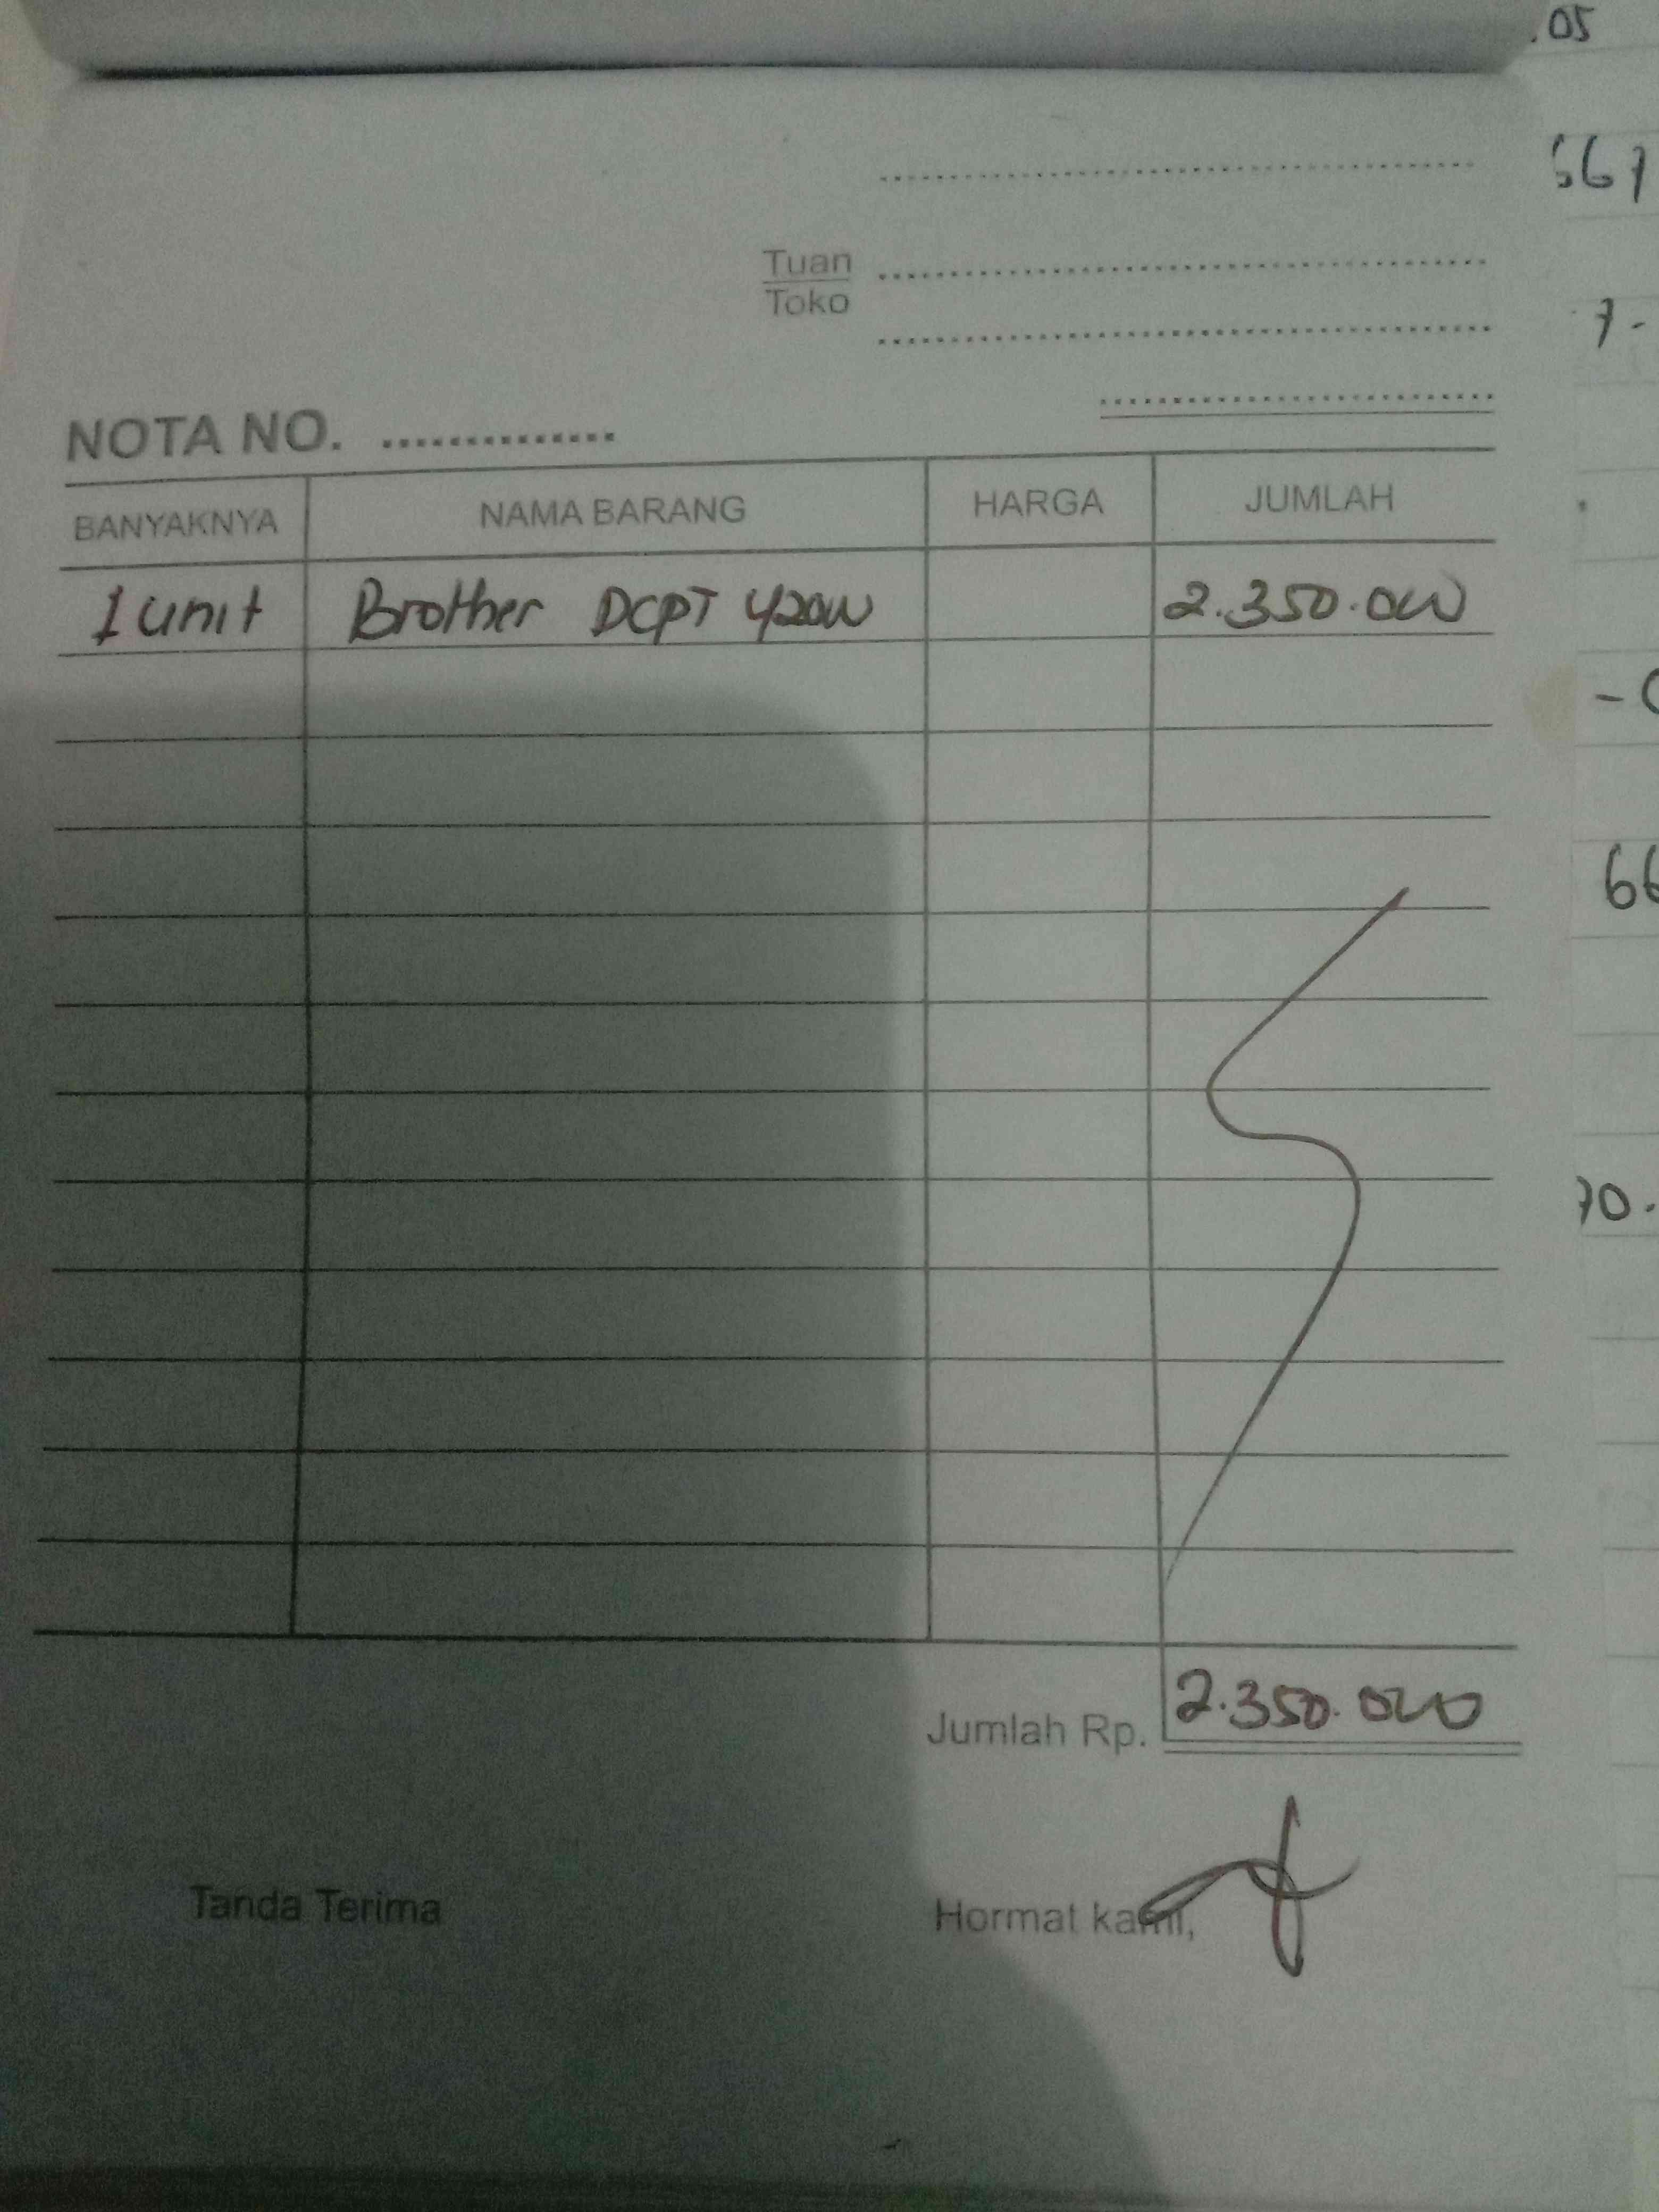 .05
667
Tuan
Toko
7-
NOTA NO. ..............
BANYAKNYA NAMA BARANG HARGA JUMLAH
1 unit Brother DCPT 420W 2.350.000
66
70.
Jumlah Rp. 2.350.000
Tanda Terima Hormat kami,